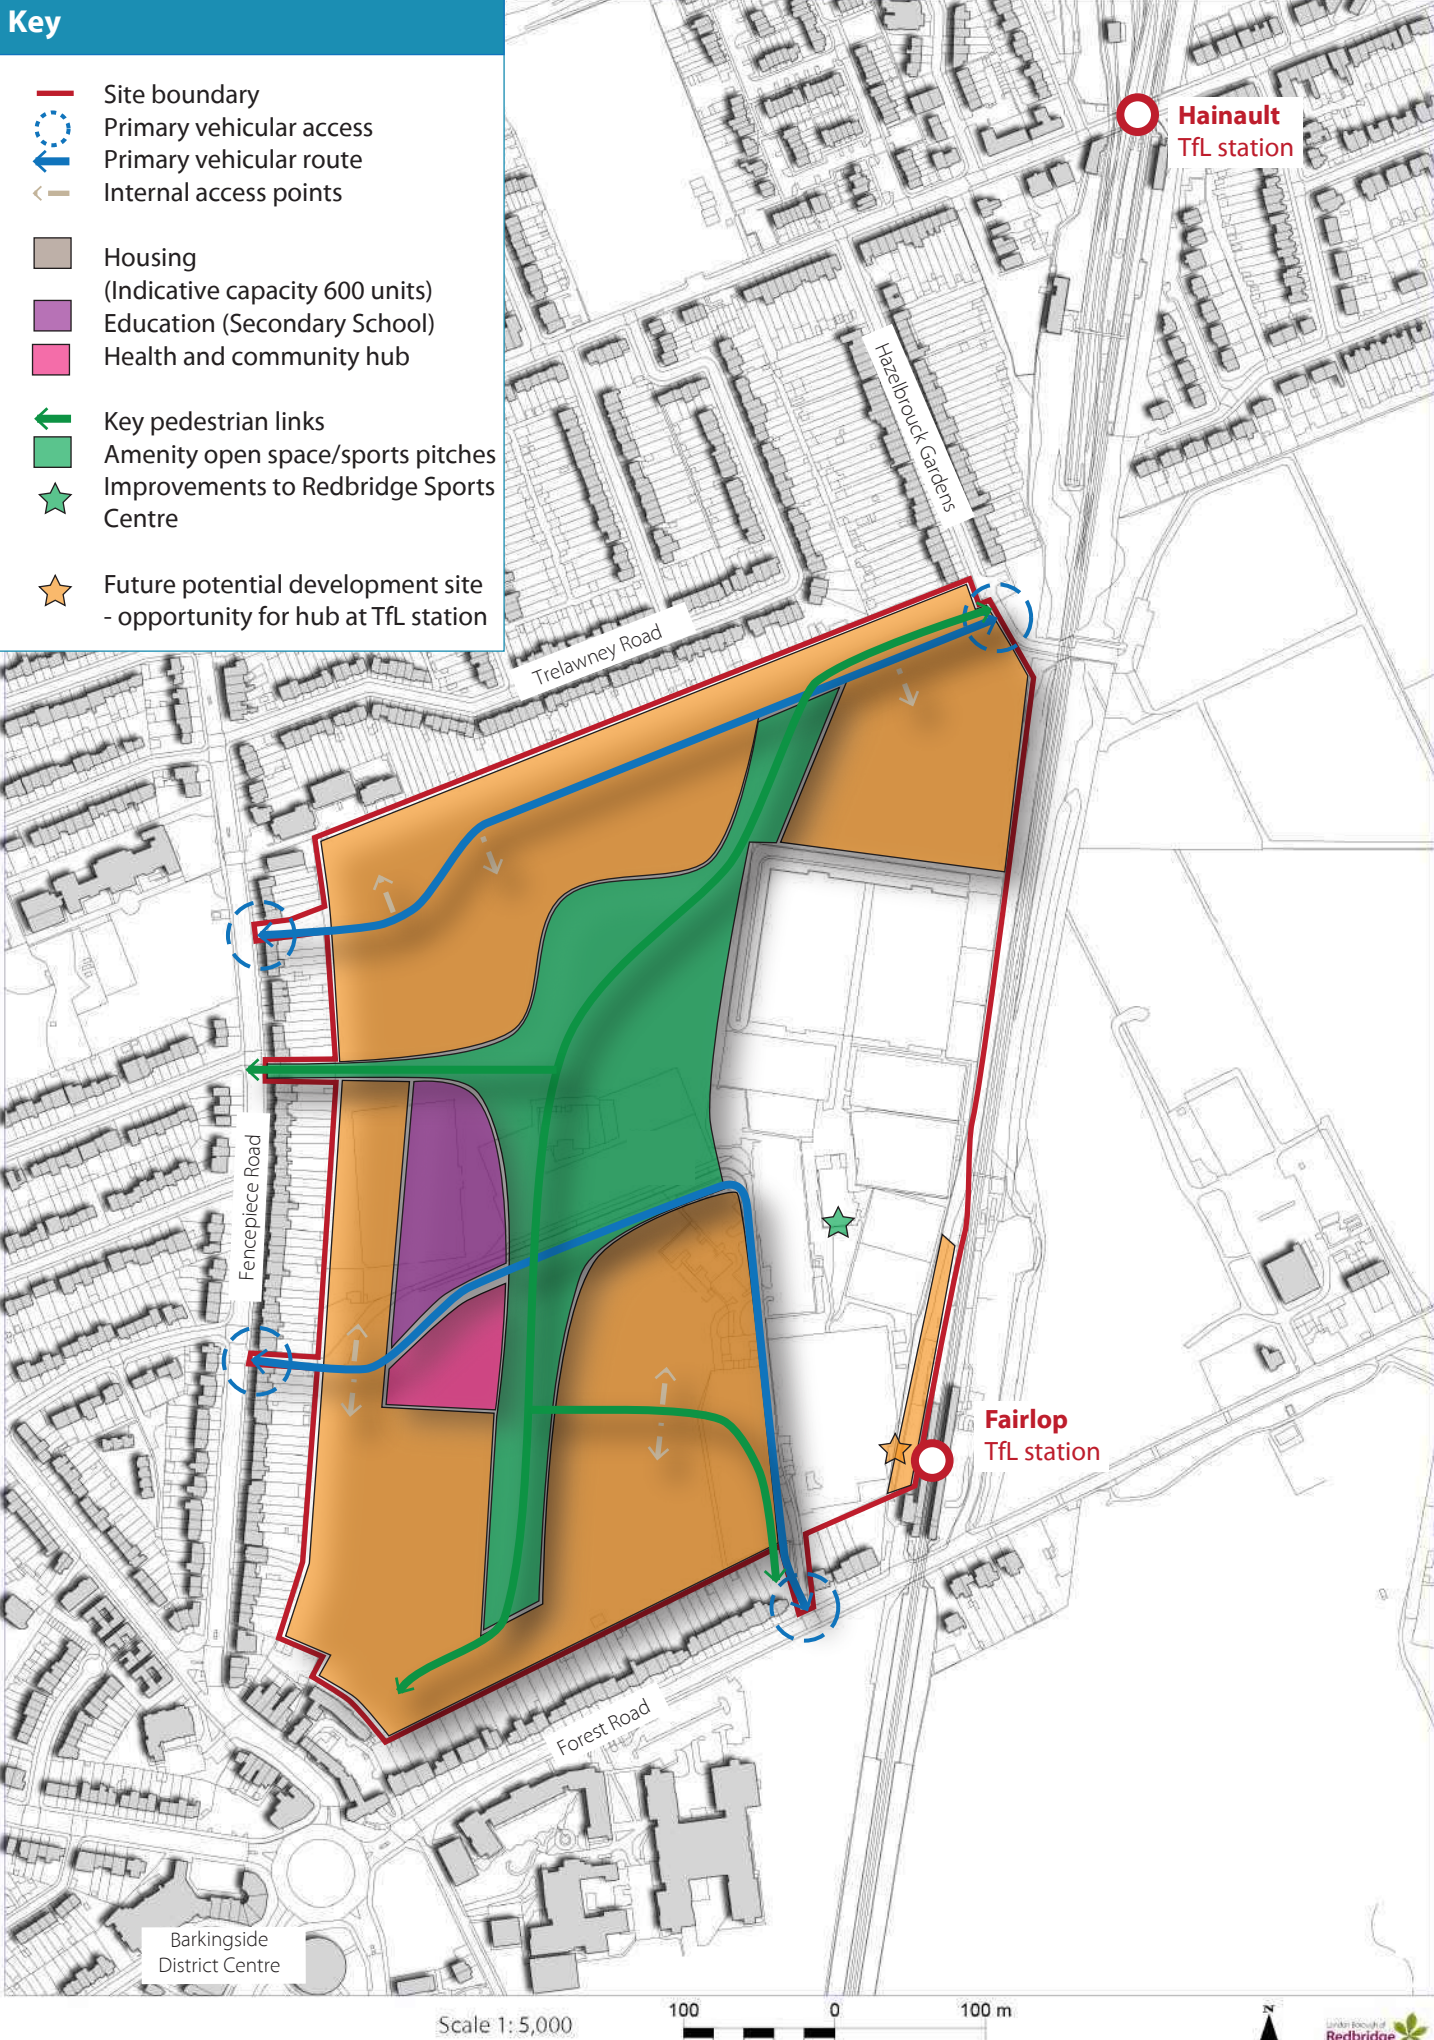 Key
Site boundary
Primary vehicular access
Primary vehicular route
Internal access points
Housing
(Indicative capacity 600 units)
Education (Secondary School)
Health and community hub
Key pedestrian links
Amenity open space/sports pitches
Improvements to Redbridge Sports
Centre
Future potential development site
- opportunity for hub at TfL station
Hainault
TfL station
Hazelbrouck Gardens
Trelawney Road
Fencepiece Road
Fairlop
TfL station
Forest Road
Barkingside
District Centre
Scale 1: 5,000
100 0 100 m
N
London Borough of
Redbridge